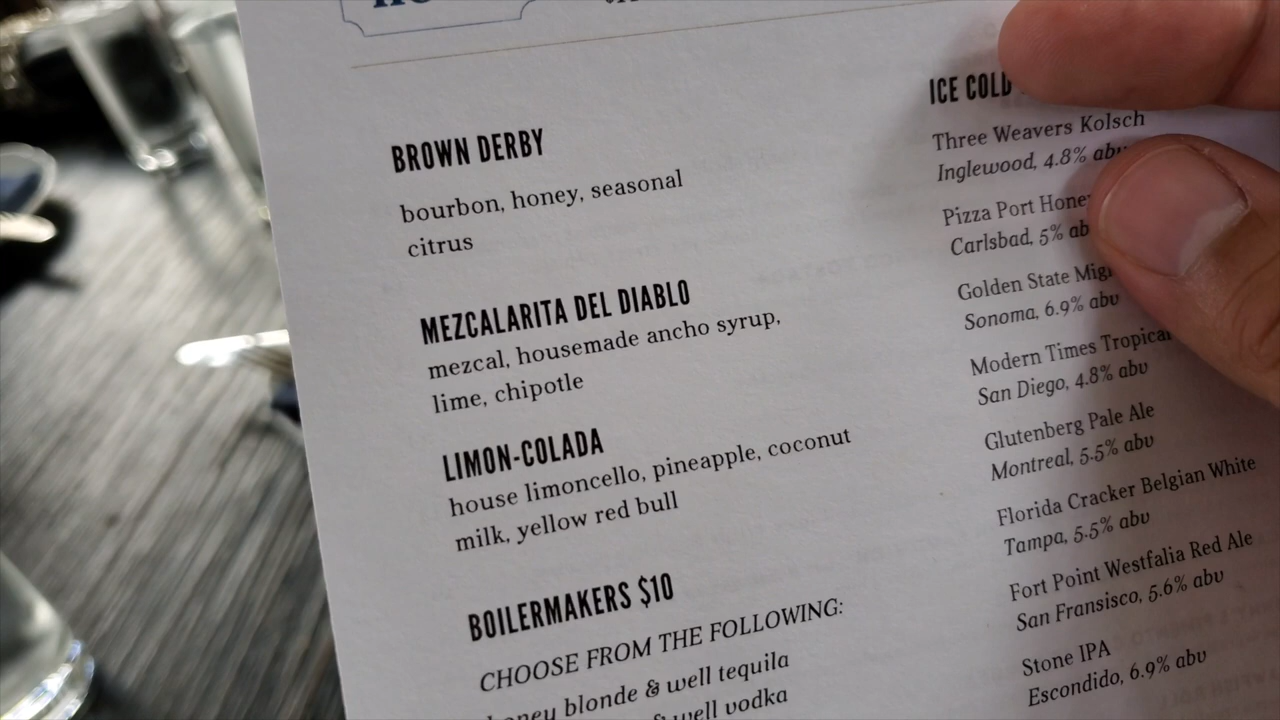 BROWN DERBY
bourbon, honey, seasonal
citrus
MEZCALARITA DEL DIABLO
mezcal, housemade ancho syrup,
lime, chipotle
LIMON-COLADA
house limoncello, pineapple, coconut
milk, yellow red bull
BOILERMAKERS $10
CHOOSE FROM THE FOLLOWING:
honey blonde & well tequila
& well vodka
ICE COLD
Three Weavers Kolsch
Inglewood, 4.8% abv
Pizza Port Honey
Carlsbad, 5% ab
Golden State Mig
Sonoma, 6.9% abv
Modern Times Tropical
San Diego, 4.8% abv
Glutenberg Pale Ale
Montreal, 5.5% abv
Florida Cracker Belgian White
Tampa, 5.5% abv
Fort Point Westfalia Red Ale
San Fransisco, 5.6% abv
Stone IPA
Escondido, 6.9% abv